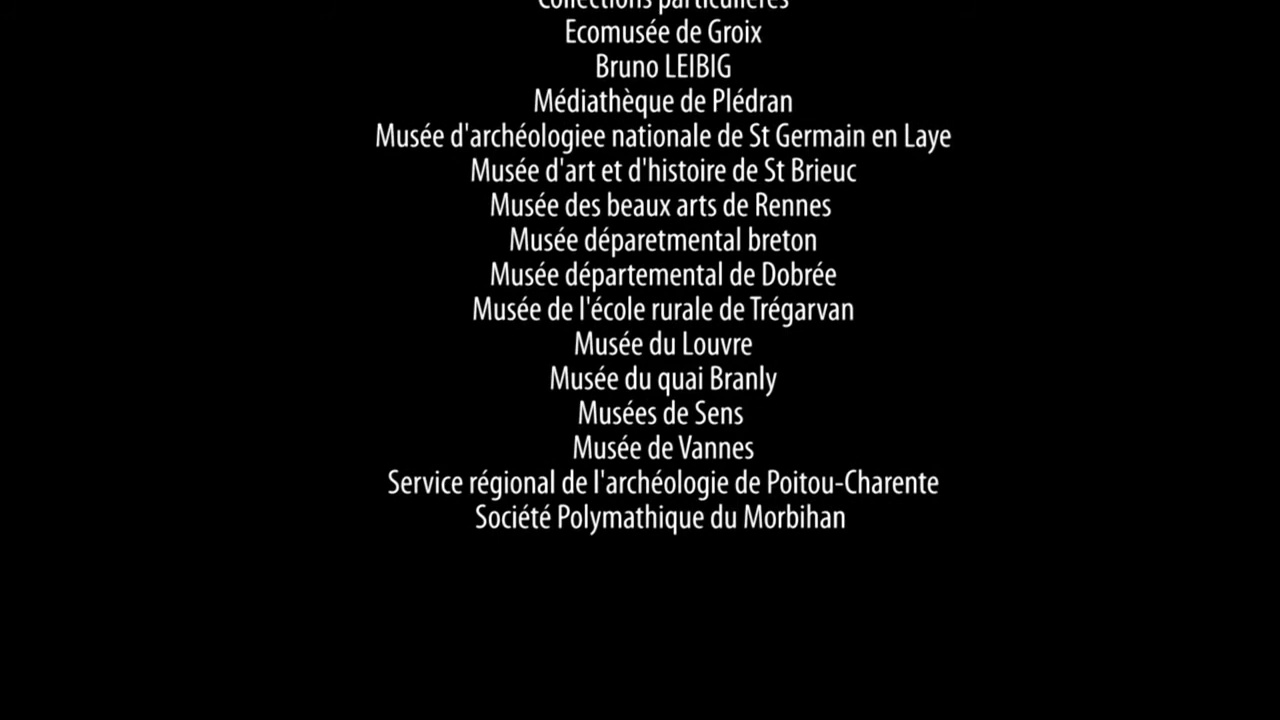 Collections particulières
Ecomusée de Groix
Bruno LEIBIG
Médiathèque de Plédran
Musée d'archéologiee nationale de St Germain en Laye
Musée d'art et d'histoire de St Brieuc
Musée des beaux arts de Rennes
Musée déparetmental breton
Musée départemental de Dobrée
Musée de l'école rurale de Trégarvan
Musée du Louvre
Musée du quai Branly
Musées de Sens
Musée de Vannes
Service régional de l'archéologie de Poitou-Charente
Société Polymathique du Morbihan